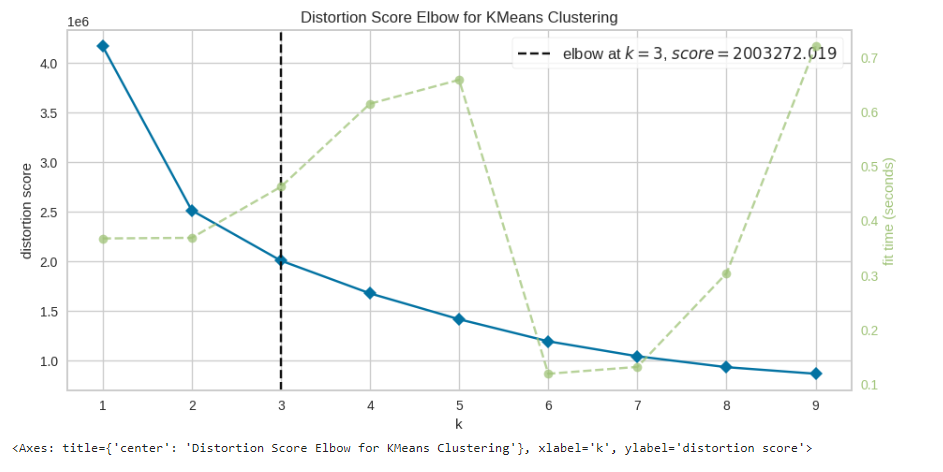 Distortion Score Elbow for KMeans Clustering
1e6
elbow at k = 3, score = 2003272.019
4.0
3.5
3.0
2.5
2.0
1.5
1.0
distortion score
0.7
0.6
0.5
0.4
0.3
0.2
0.1
fit time (seconds)
1 2 3 4 5 6 7 8 9
k
<Axes: title={'center': 'Distortion Score Elbow for KMeans Clustering'}, xlabel='k', ylabel='distortion score'>